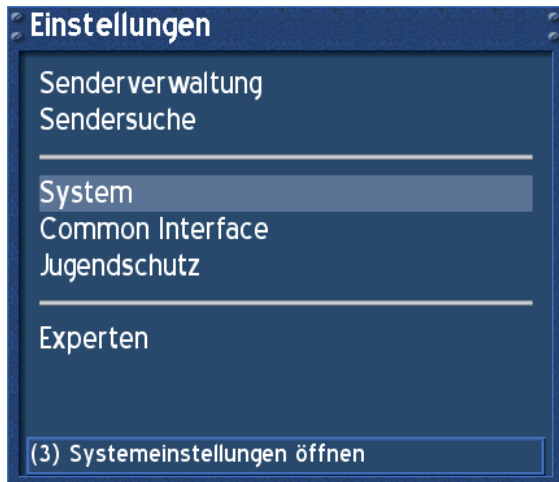 Einstellungen
Senderverwaltung
Sendersuche
System
Common Interface
Jugendschutz
Experten
(3) Systemeinstellungen öffnen